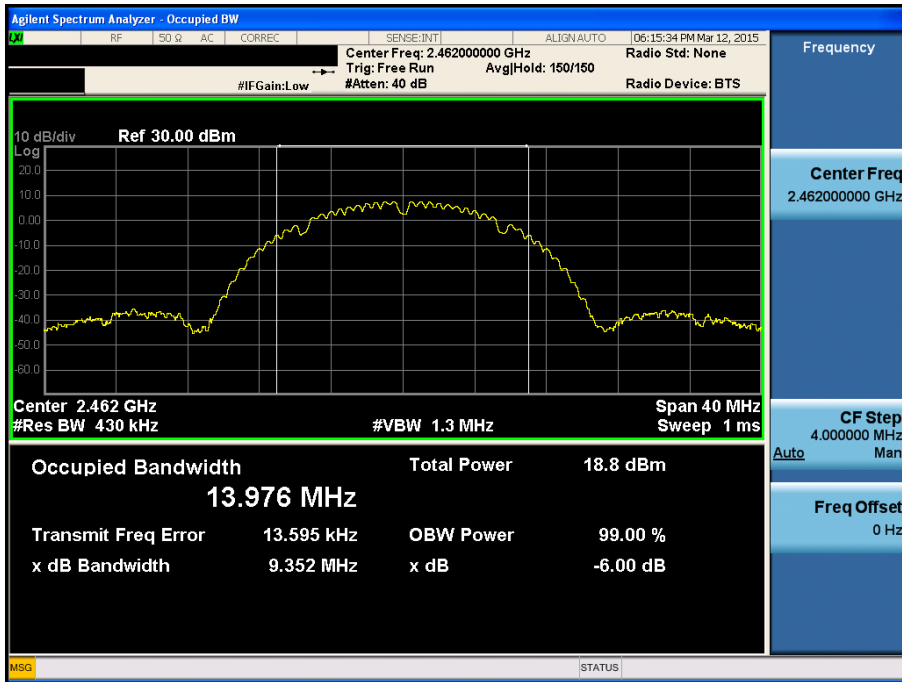 Agilent Spectrum Analyzer - Occupied BW
LXI RF 50 Ω AC CORREC SENSE:INT ALIGN AUTO 06:15:34 PM Mar 12, 2015
Center Freq: 2.462000000 GHz Radio Std: None
Trig: Free Run Avg|Hold: 150/150
#IFGain:Low #Atten: 40 dB Radio Device: BTS
10 dB/div Ref 30.00 dBm
Log
20.0
10.0
0.00
-10.0
-20.0
-30.0
-40.0
-50.0
-60.0
Center 2.462 GHz Span 40 MHz
#Res BW 430 kHz #VBW 1.3 MHz Sweep 1 ms
Occupied Bandwidth Total Power 18.8 dBm
13.976 MHz
Transmit Freq Error 13.595 kHz OBW Power 99.00 %
x dB Bandwidth 9.352 MHz x dB -6.00 dB
Frequency
Center Freq
2.462000000 GHz
CF Step
4.000000 MHz
Auto Man
Freq Offset
0 Hz
MSG STATUS